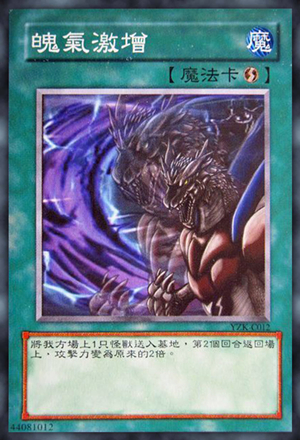 魄氣激增
魔
【魔法卡】
YZK-C012
將我方場上1只怪獸送入墓地，第2個回合返回場
上，攻擊力變為原來的2倍。
44081012